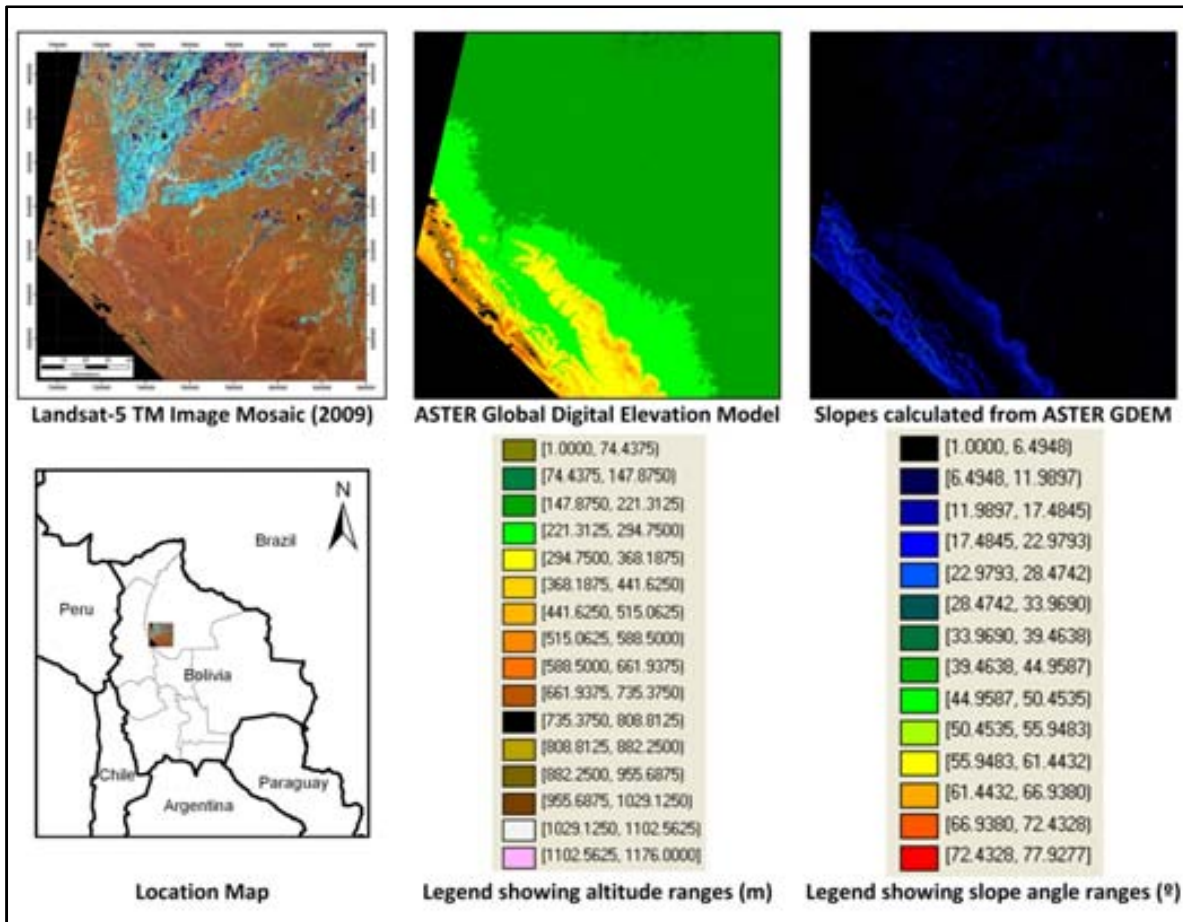 Landsat-5 TM Image Mosaic (2009)
ASTER Global Digital Elevation Model
Slopes calculated from ASTER GDEM
N
Brazil
Peru
Bolivia
Chile
Paraguay
Argentina
Location Map
[1.0000, 74.4375)
[74.4375, 147.8750)
[147.8750, 221.3125)
[221.3125, 294.7500)
[294.7500, 368.1875)
[368.1875, 441.6250)
[441.6250, 515.0625)
[515.0625, 588.5000)
[588.5000, 661.9375)
[661.9375, 735.3750)
[735.3750, 808.8125)
[808.8125, 882.2500)
[882.2500, 955.6875)
[955.6875, 1029.1250)
[1029.1250, 1102.5625)
[1102.5625, 1176.0000]
Legend showing altitude ranges (m)
[1.0000, 6.4948)
[6.4948, 11.9897)
[11.9897, 17.4845)
[17.4845, 22.9793)
[22.9793, 28.4742)
[28.4742, 33.9690)
[33.9690, 39.4638)
[39.4638, 44.9587)
[44.9587, 50.4535)
[50.4535, 55.9483)
[55.9483, 61.4432)
[61.4432, 66.9380)
[66.9380, 72.4328)
[72.4328, 77.9277]
Legend showing slope angle ranges (º)